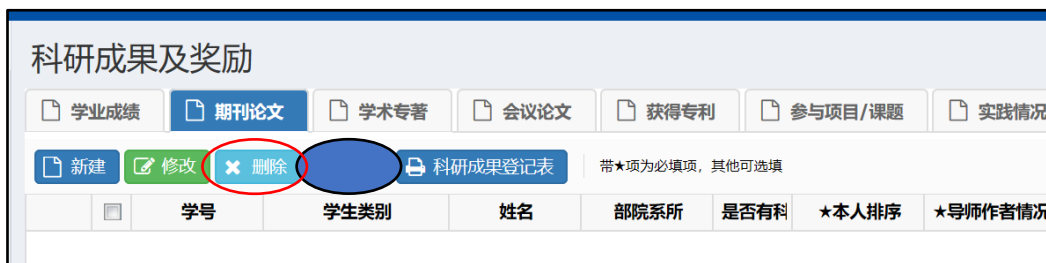 科研成果及奖励
学业成绩 期刊论文 学术专著 会议论文 获得专利 参与项目/课题 实践情况
新建 修改 删除 科研成果登记表 带★项为必填项，其他可选填
学号 学生类别 姓名 部院系所 是否有科 ★本人排序 ★导师作者情况